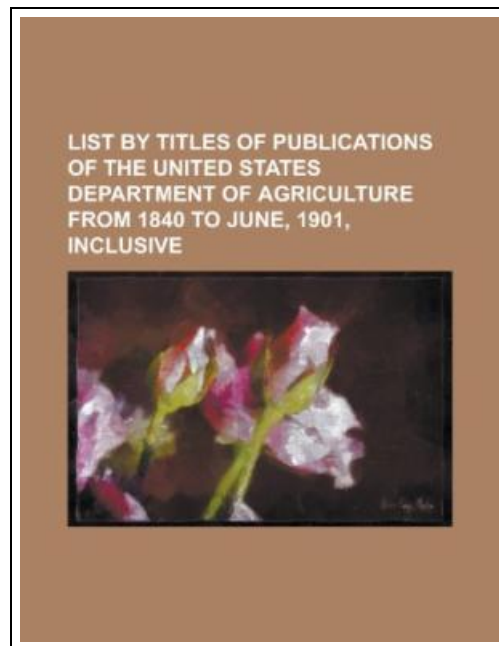 LIST BY TITLES OF PUBLICATIONS
OF THE UNITED STATES
DEPARTMENT OF AGRICULTURE
FROM 1840 TO JUNE, 1901,
INCLUSIVE